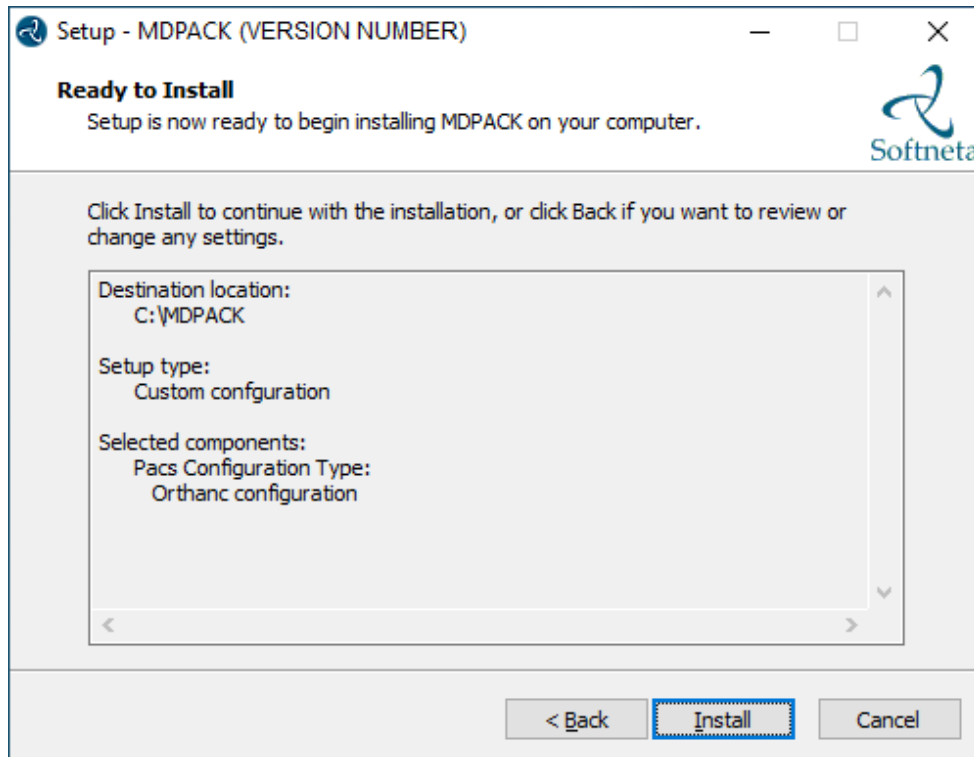 Setup - MDPACK (VERSION NUMBER)
Ready to Install
Setup is now ready to begin installing MDPACK on your computer.
Softneta
Click Install to continue with the installation, or click Back if you want to review or
change any settings.
Destination location:
C:\MDPACK
Setup type:
Custom confguration
Selected components:
Pacs Configuration Type:
Orthanc configuration
< Back
Install
Cancel